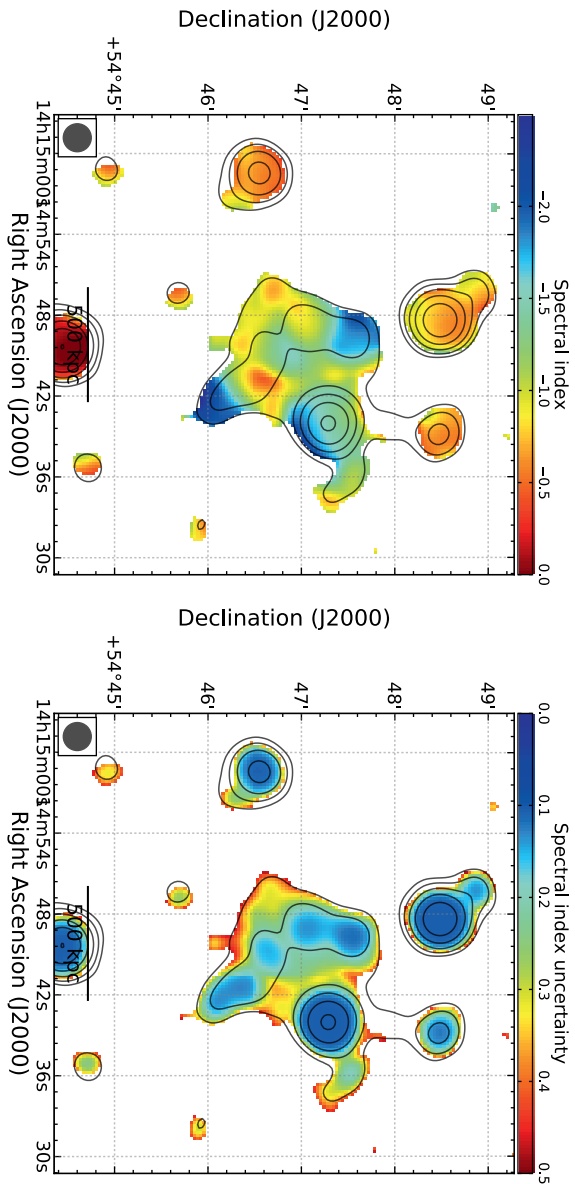 Declination (J2000)
+54°45'
46'
47'
48'
49'
14h15m00s
14m54s
48s
42s
36s
30s
Right Ascension (J2000)
500 kpc
−2.0
−1.5
−1.0
−0.5
0.0
Spectral index
Declination (J2000)
+54°45'
46'
47'
48'
49'
14h15m00s
14m54s
48s
42s
36s
30s
Right Ascension (J2000)
500 kpc
0.0
0.1
0.2
0.3
0.4
0.5
Spectral index uncertainty